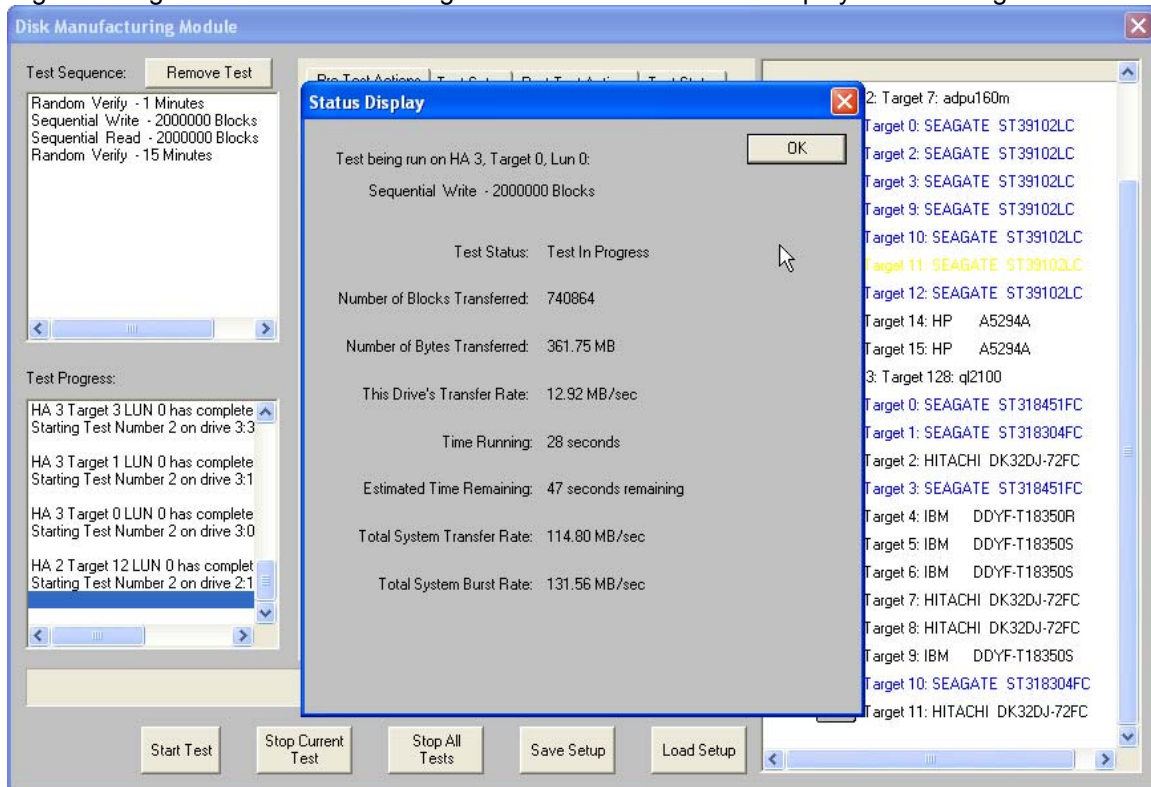 Disk Manufacturing Module
Test Sequence:
Remove Test
Random Verify - 1 Minutes
Sequential Write - 2000000 Blocks
Sequential Read - 2000000 Blocks
Random Verify - 15 Minutes
Test Progress:
HA 3 Target 3 LUN 0 has complete
Starting Test Number 2 on drive 3:3
HA 3 Target 1 LUN 0 has complete
Starting Test Number 2 on drive 3:1
HA 3 Target 0 LUN 0 has complete
Starting Test Number 2 on drive 3:0
HA 2 Target 12 LUN 0 has complet
Starting Test Number 2 on drive 2:1
Status Display
OK
Test being run on HA 3, Target 0, Lun 0:
Sequential Write - 2000000 Blocks
Test Status: Test In Progress
Number of Blocks Transferred: 740864
Number of Bytes Transferred: 361.75 MB
This Drive's Transfer Rate: 12.92 MB/sec
Time Running: 28 seconds
Estimated Time Remaining: 47 seconds remaining
Total System Transfer Rate: 114.80 MB/sec
Total System Burst Rate: 131.56 MB/sec
2: Target 7: adpu160m
Target 0: SEAGATE ST39102LC
Target 2: SEAGATE ST39102LC
Target 3: SEAGATE ST39102LC
Target 9: SEAGATE ST39102LC
Target 10: SEAGATE ST39102LC
Target 11: SEAGATE ST39102LC
Target 12: SEAGATE ST39102LC
Target 14: HP A5294A
Target 15: HP A5294A
3: Target 128: ql2100
Target 0: SEAGATE ST318451FC
Target 1: SEAGATE ST318304FC
Target 2: HITACHI DK32DJ-72FC
Target 3: SEAGATE ST318451FC
Target 4: IBM DDYF-T18350R
Target 5: IBM DDYF-T18350S
Target 6: IBM DDYF-T18350S
Target 7: HITACHI DK32DJ-72FC
Target 8: HITACHI DK32DJ-72FC
Target 9: IBM DDYF-T18350S
Target 10: SEAGATE ST318304FC
Target 11: HITACHI DK32DJ-72FC
Start Test
Stop Current Test
Stop All Tests
Save Setup
Load Setup